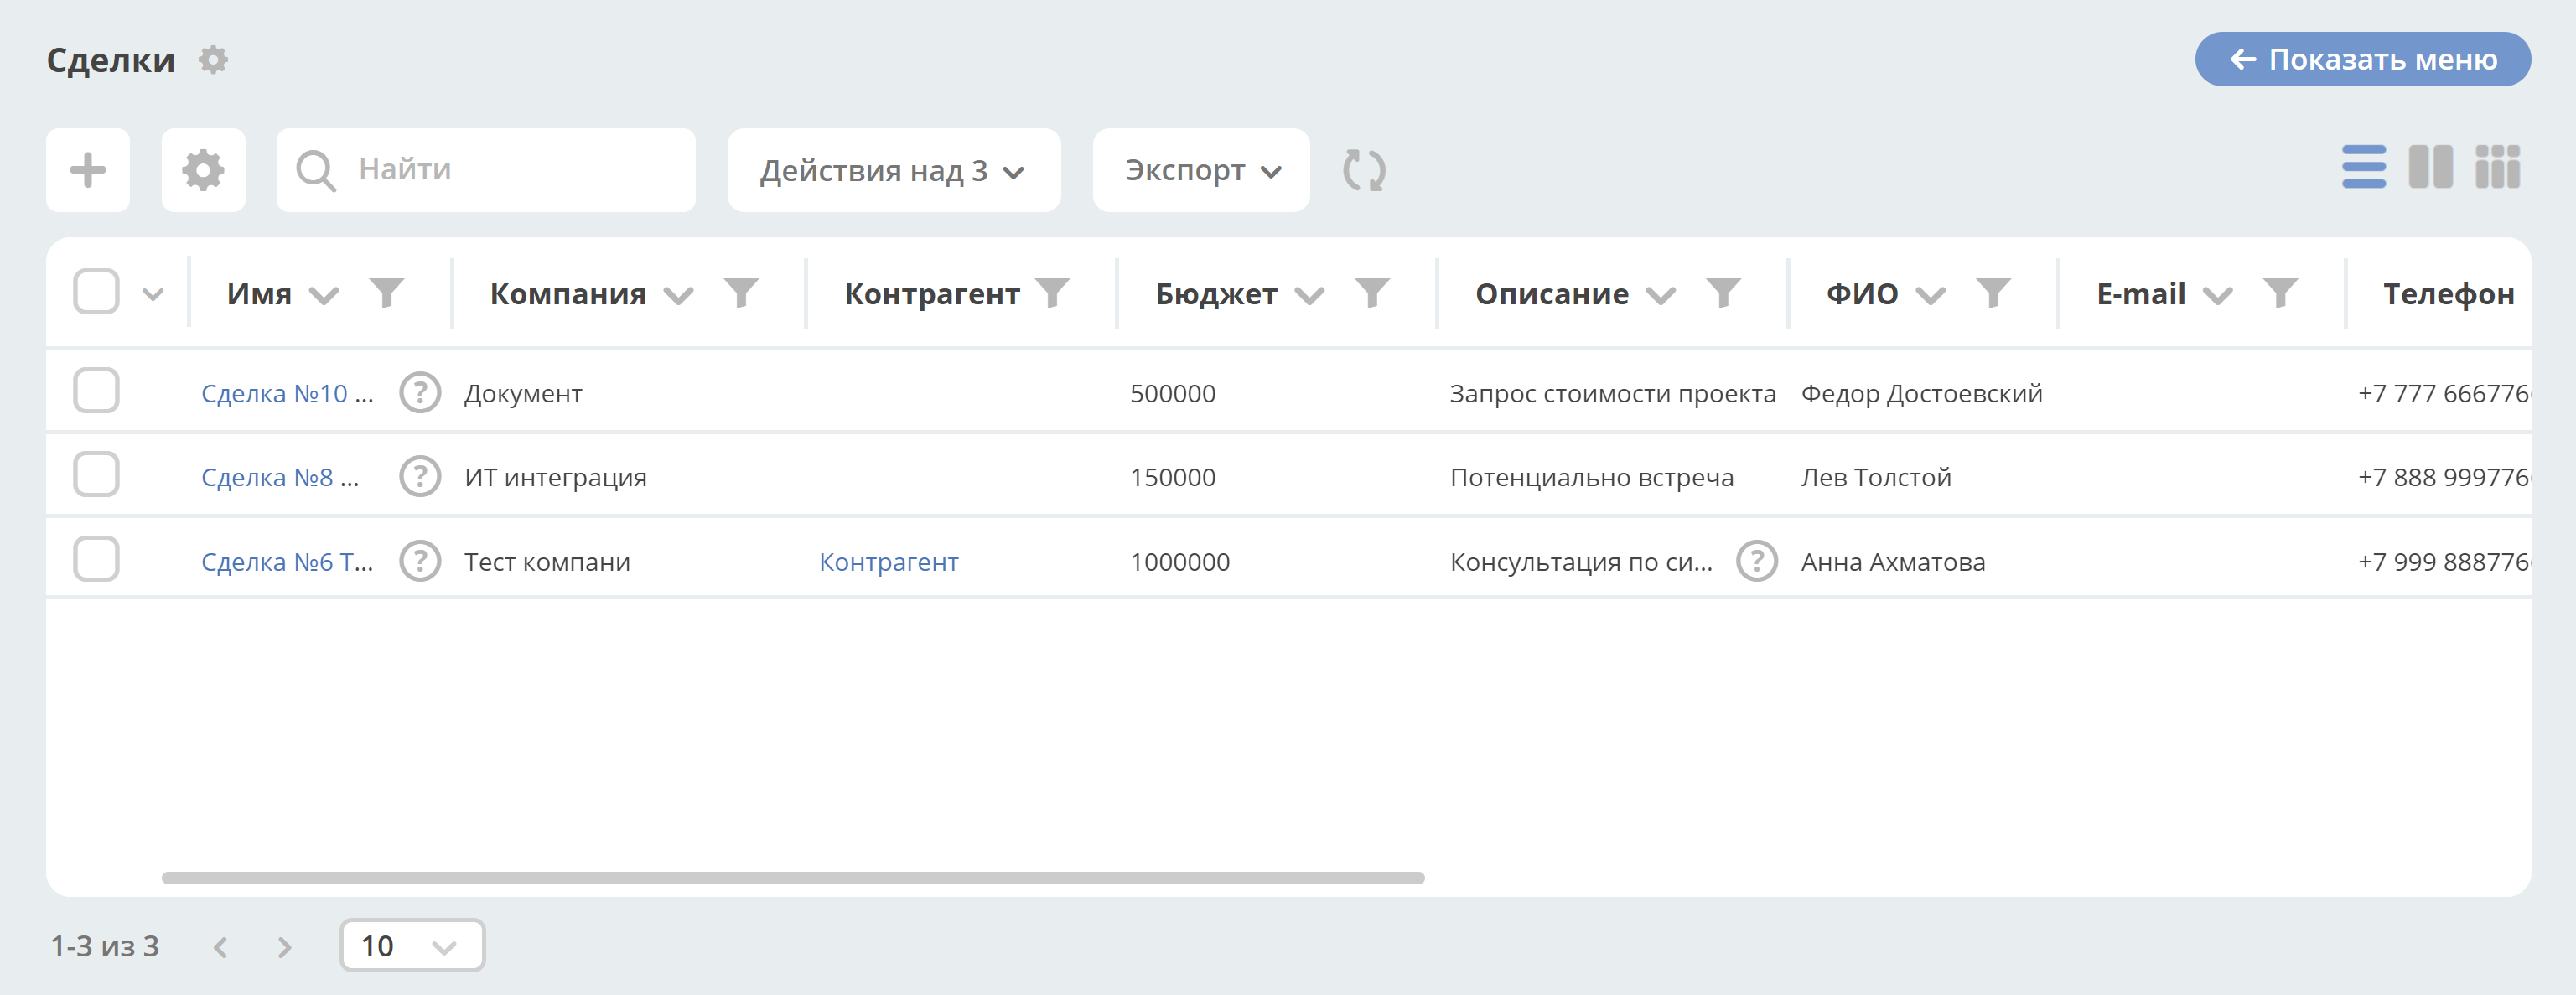 Сделки
← Показать меню
Найти
Действия над 3
Экспорт
Имя Компания Контрагент Бюджет Описание ФИО E-mail Телефон
Сделка №10 ... ? Документ 500000 Запрос стоимости проекта Федор Достоевский +7 777 666776
Сделка №8 ... ? ИТ интеграция 150000 Потенциально встреча Лев Толстой +7 888 999776
Сделка №6 Т... ? Тест компани Контрагент 1000000 Консультация по си... ? Анна Ахматова +7 999 888776
1-3 из 3
10